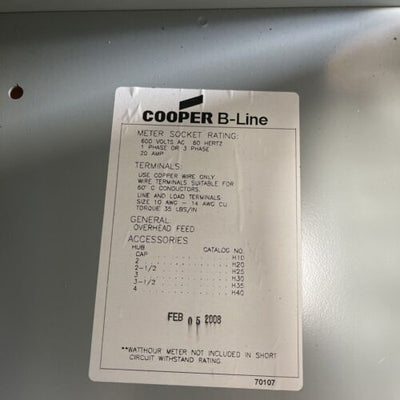 COOPER B-Line
METER SOCKET RATING:
600 VOLTS AC 60 HERTZ
1 PHASE OR 3 PHASE
20 AMP
TERMINALS:
USE COPPER WIRE ONLY.
WIRE TERMINALS SUITABLE FOR
60° C CONDUCTORS.
LINE AND LOAD TERMINALS
SIZE 10 AWG - 14 AWG CU
TORQUE 35 LBS/IN
GENERAL:
OVERHEAD FEED
ACCESSORIES
HUB CATALOG NO.
CAP H10
2 H20
2-1/2 H25
3 H30
3-1/2 H35
4 H40
FEB 05 2008
**WATTHOUR METER NOT INCLUDED IN SHORT
CIRCUIT WITHSTAND RATING
70107